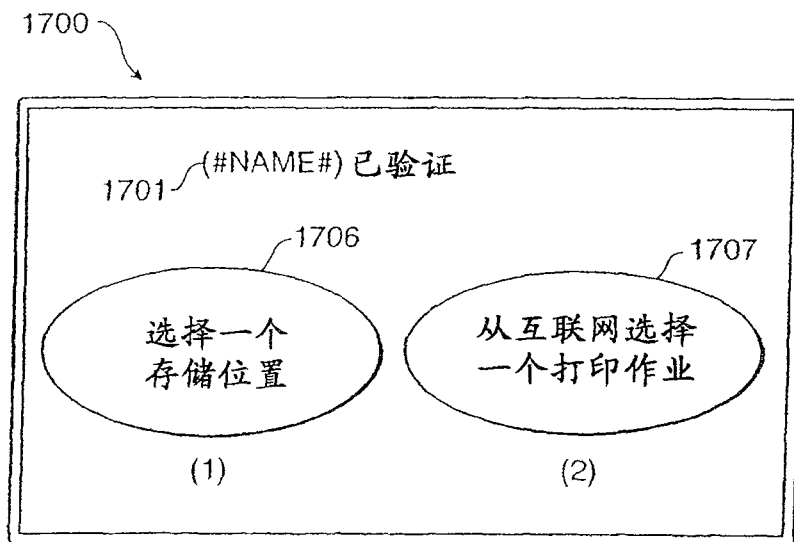 1700
(#NAME#) 已验证
1701
1706
1707
选择一个
存储位置
从互联网选择
一个打印作业
(1)
(2)